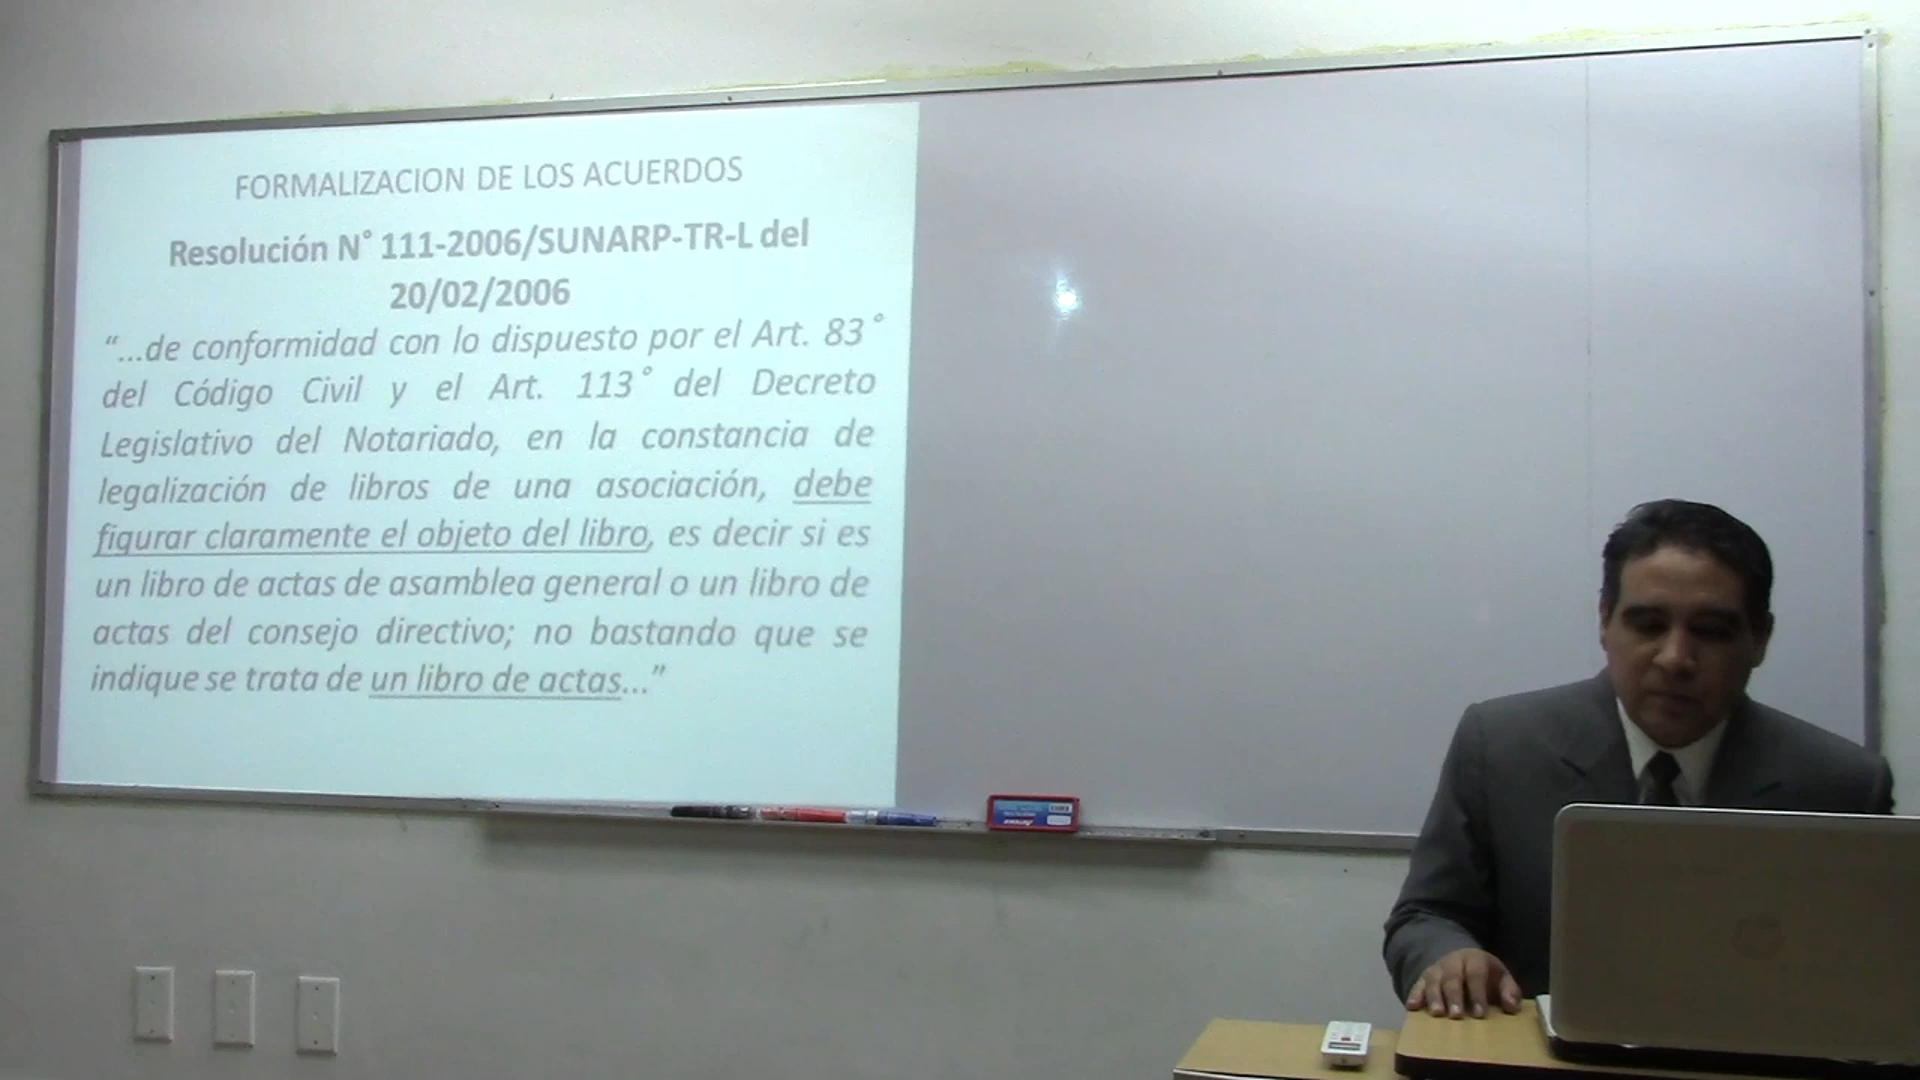 FORMALIZACION DE LOS ACUERDOS
Resolución N° 111-2006/SUNARP-TR-L del
20/02/2006
“...de conformidad con lo dispuesto por el Art. 83°
del Código Civil y el Art. 113° del Decreto
Legislativo del Notariado, en la constancia de
legalización de libros de una asociación, debe
figurar claramente el objeto del libro, es decir si es
un libro de actas de asamblea general o un libro de
actas del consejo directivo; no bastando que se
indique se trata de un libro de actas...”